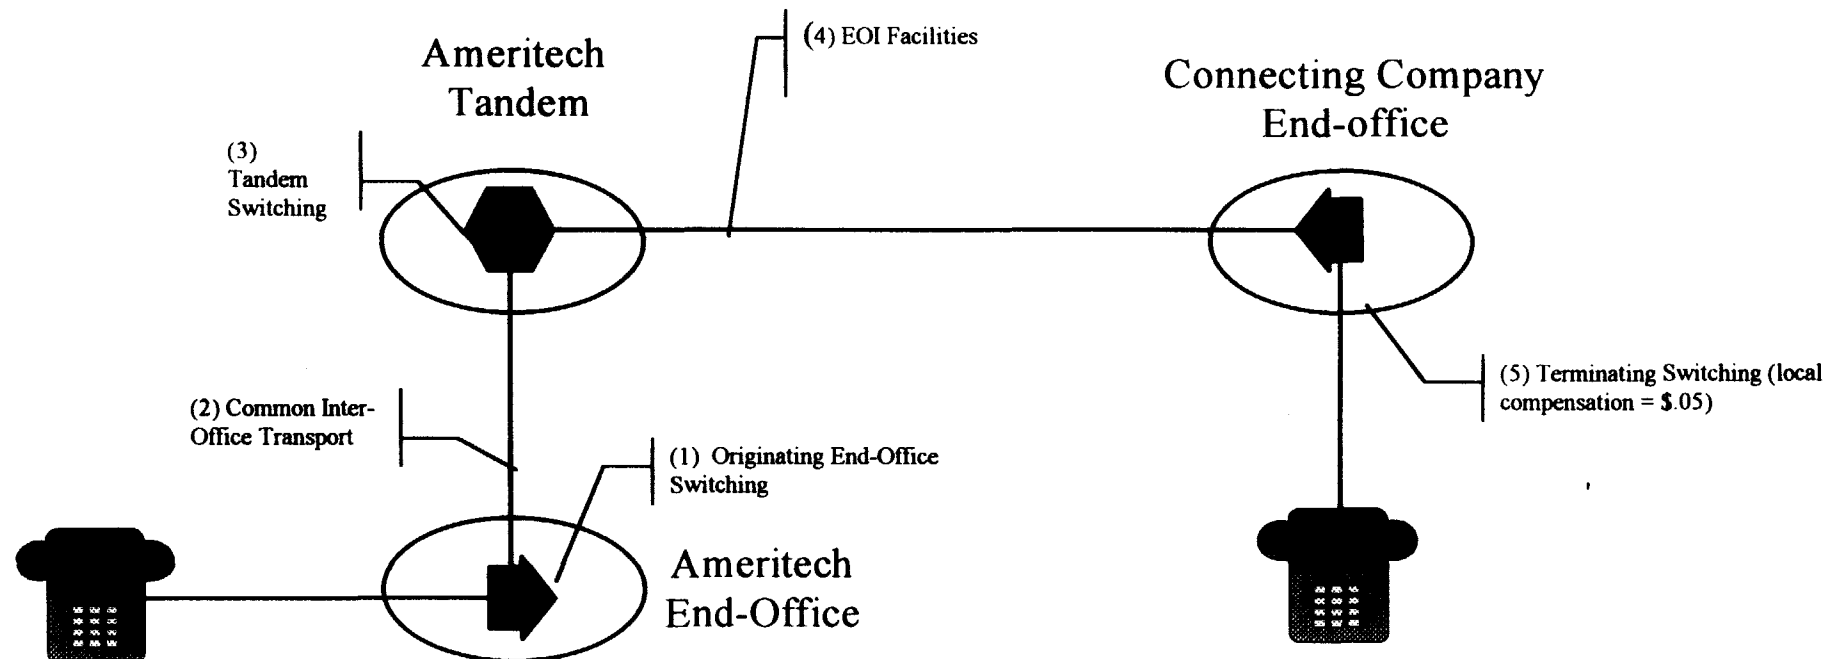 (4) EOI Facilities
Ameritech
Tandem
Connecting Company
End-office
(3)
Tandem
Switching
(2) Common Inter-
Office Transport
(5) Terminating Switching (local
compensation = $.05)
(1) Originating End-Office
Switching
Ameritech
End-Office